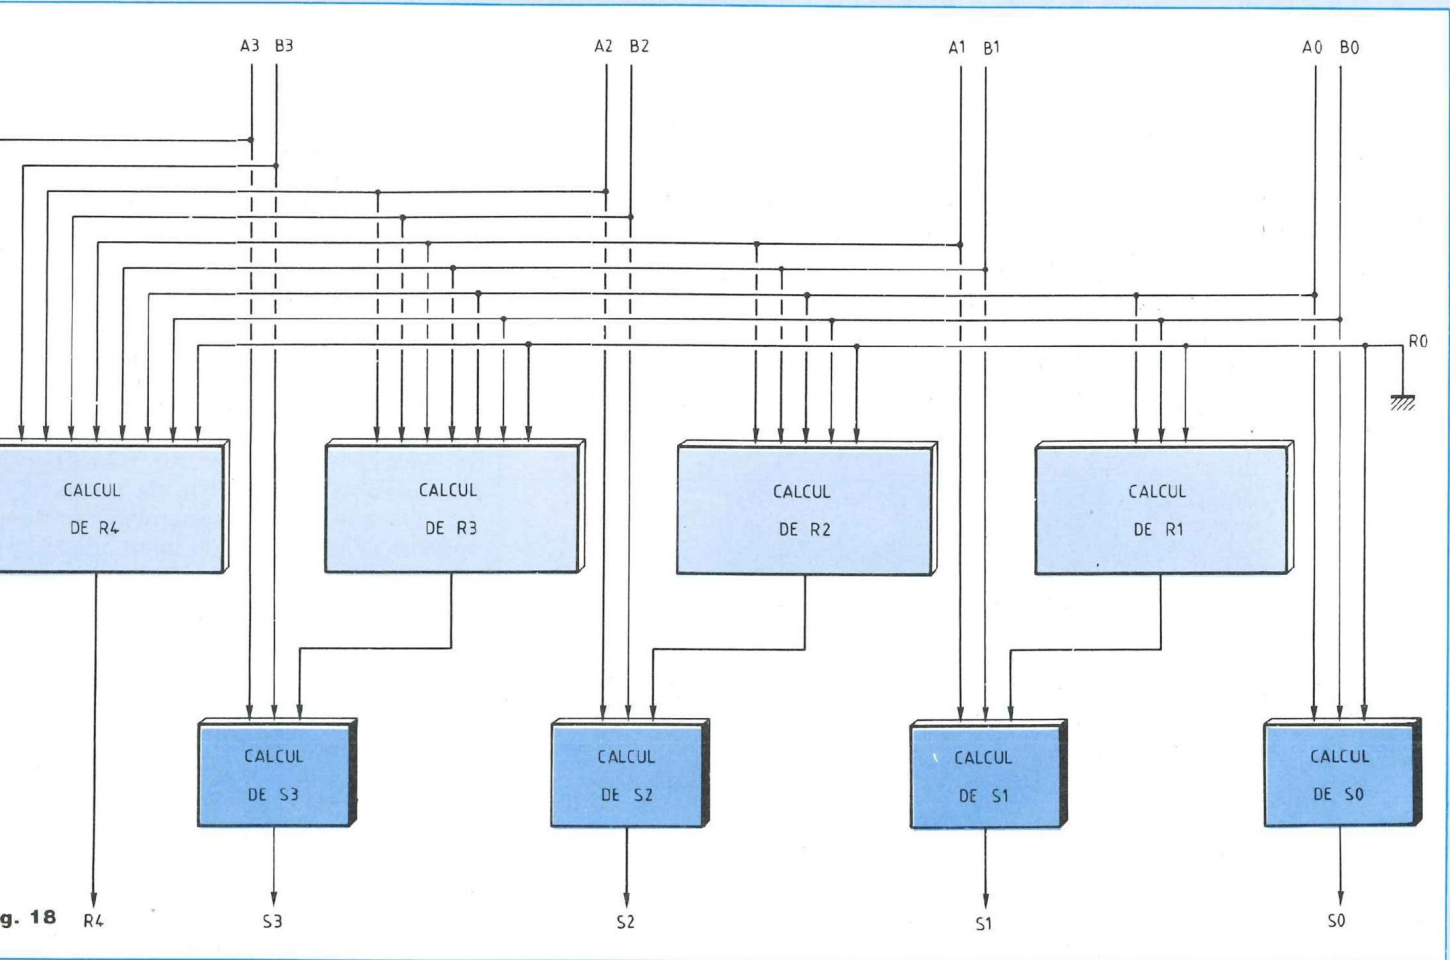 A3 B3 A2 B2 A1 B1 A0 B0
R0
CALCUL
DE R4
CALCUL
DE R3
CALCUL
DE R2
CALCUL
DE R1
CALCUL
DE S3
CALCUL
DE S2
CALCUL
DE S1
CALCUL
DE S0
g. 18 R4 S3 S2 S1 S0